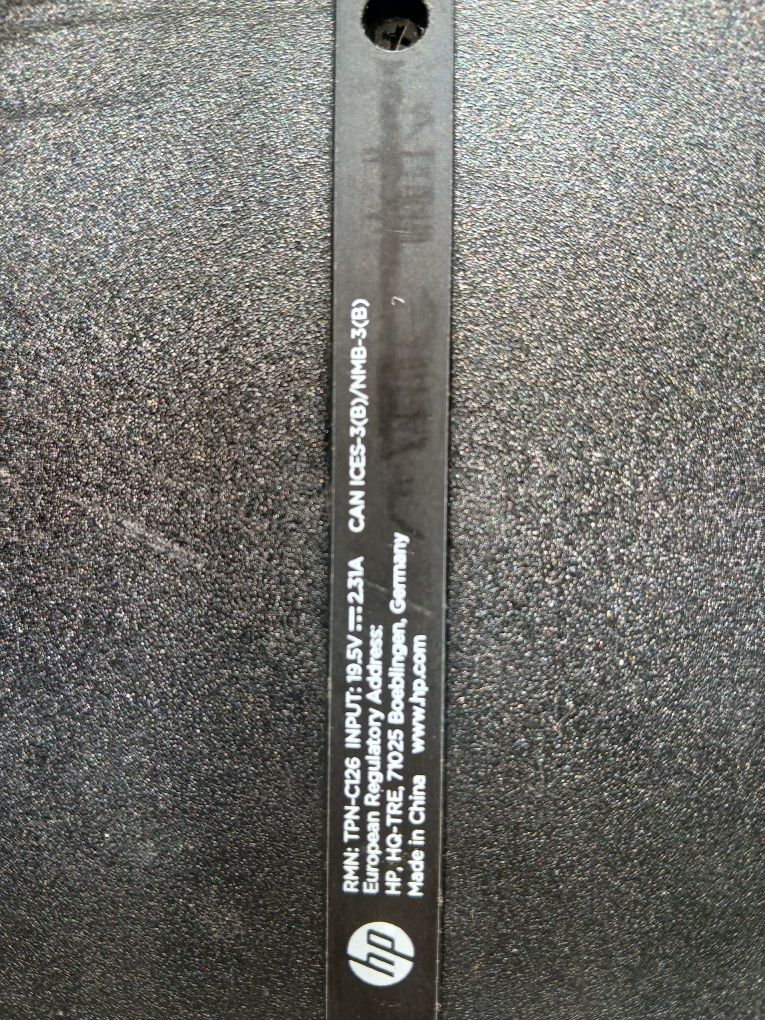 RMN: TPN-C126 INPUT: 19.5V⎓2.31A CAN ICES-3(B)/NMB-3(B)
European Regulatory Address:
HP, HQ-TRE, 71025 Boeblingen, Germany
Made in China www.hp.com
hp